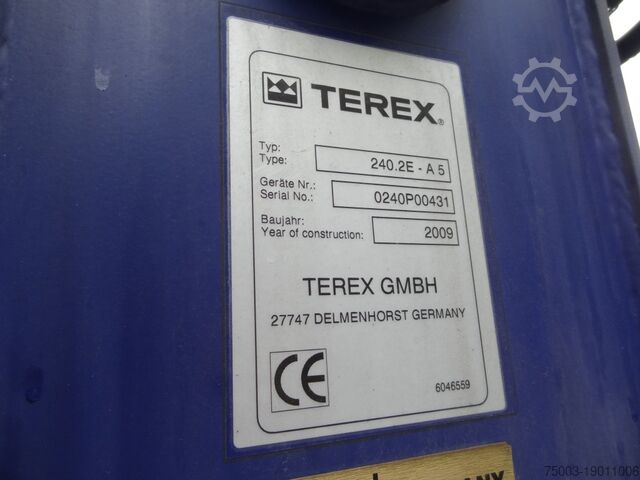 TEREX®
Typ:
Type: 240.2E - A 5
Geräte Nr.:
Serial No.: 0240P00431
Baujahr:
Year of construction: 2009
TEREX GMBH
27747 DELMENHORST GERMANY
CE
6046559
75003-19011006